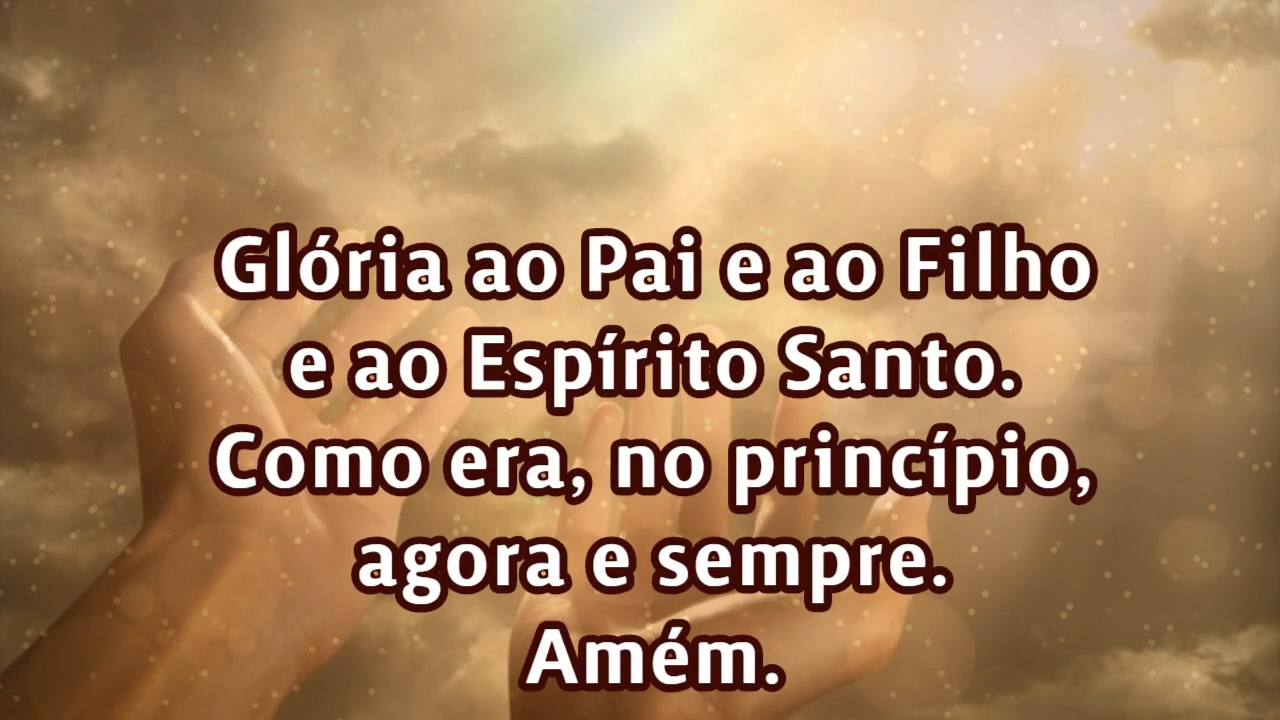 Glória ao Pai e ao Filho
e ao Espírito Santo.
Como era, no princípio,
agora e sempre.
Amém.